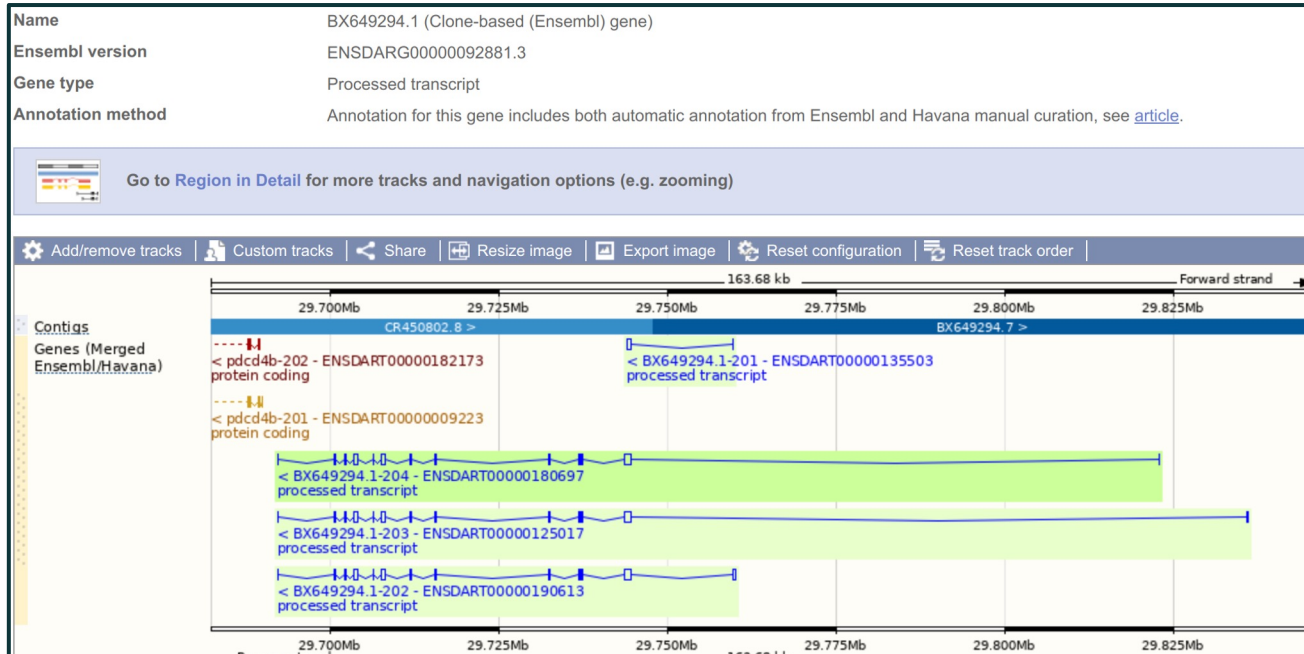 Name BX649294.1 (Clone-based (Ensembl) gene)
Ensembl version ENSDARG00000092881.3
Gene type Processed transcript
Annotation method Annotation for this gene includes both automatic annotation from Ensembl and Havana manual curation, see article.
Go to Region in Detail for more tracks and navigation options (e.g. zooming)
Add/remove tracks Custom tracks Share Resize image Export image Reset configuration Reset track order
163.68 kb Forward strand
29.700Mb 29.725Mb 29.750Mb 29.775Mb 29.800Mb 29.825Mb
Contigs CR450802.8 > BX649294.7 >
Genes (Merged
Ensembl/Havana)
< pdcd4b-202 - ENSDART00000182173 < BX649294.1-201 - ENSDART00000135503
protein coding processed transcript
< pdcd4b-201 - ENSDART00000009223
protein coding
< BX649294.1-204 - ENSDART00000180697
processed transcript
< BX649294.1-203 - ENSDART00000125017
processed transcript
< BX649294.1-202 - ENSDART00000190613
processed transcript
29.700Mb 29.725Mb 29.750Mb 29.775Mb 29.800Mb 29.825Mb